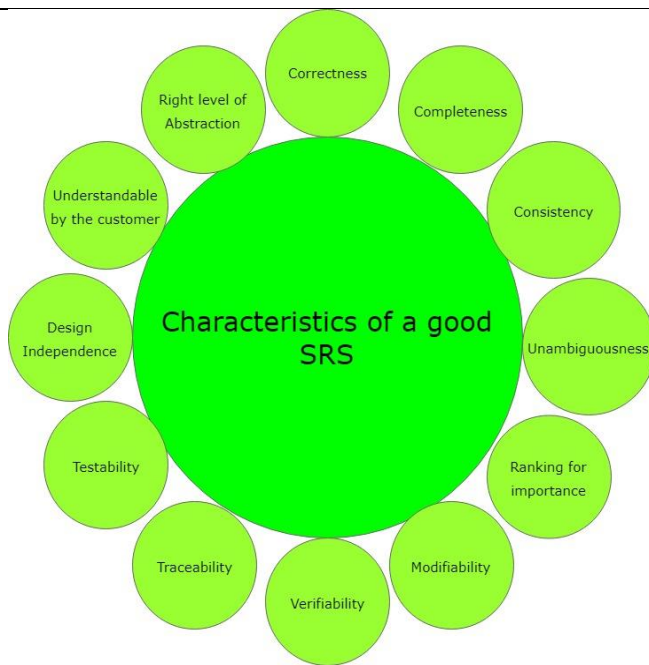 Correctness
Completeness
Consistency
Unambiguousness
Ranking for
importance
Modifiability
Verifiability
Traceability
Testability
Design
Independence
Understandable
by the customer
Right level of
Abstraction
Characteristics of a good
SRS